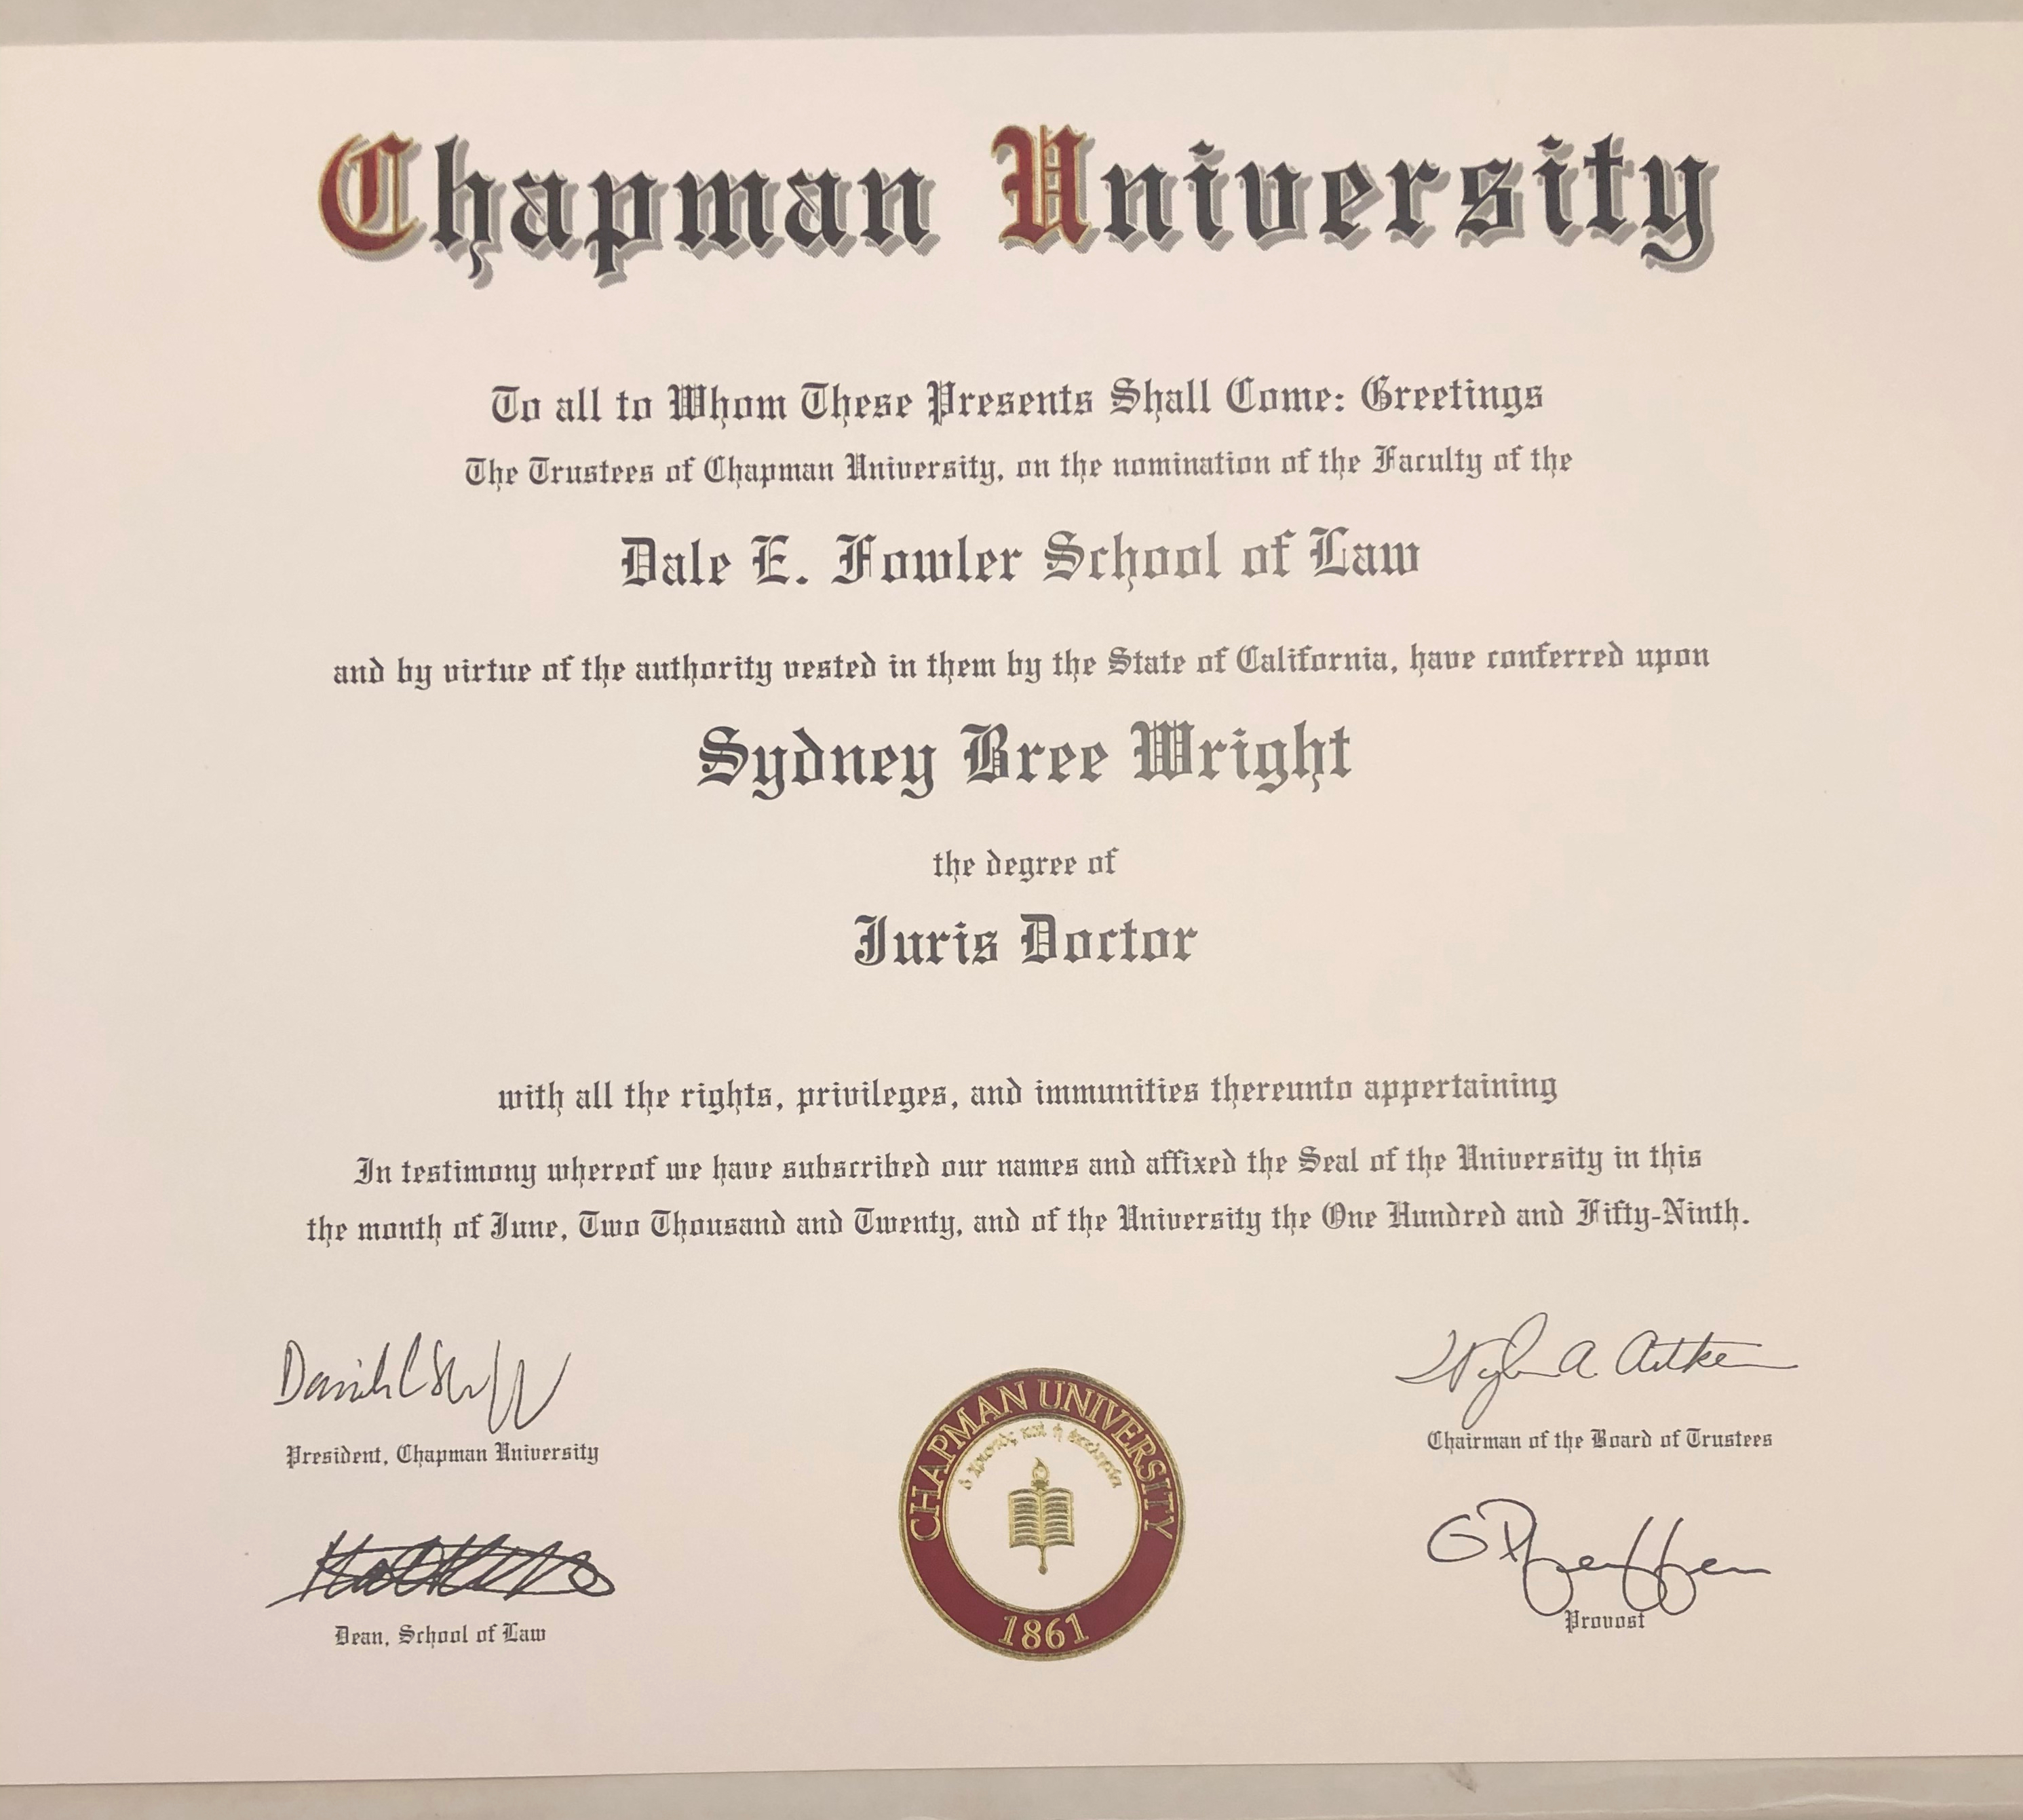 Chapman University
To all to Whom These Presents Shall Come: Greetings
The Trustees of Chapman University, on the nomination of the Faculty of the
Dale E. Fowler School of Law
and by virtue of the authority vested in them by the State of California, have conferred upon
Sydney Bree Wright
the degree of
Juris Doctor
with all the rights, privileges, and immunities thereunto appertaining
In testimony whereof we have subscribed our names and affixed the Seal of the University in this
the month of June, Two Thousand and Twenty, and of the University the One Hundred and Fifty-Ninth.
President, Chapman University
A. Aitken
Chairman of the Board of Trustees
Dean, School of Law
G Pfeiffer
Provost
CHAPMAN UNIVERSITY
ὁ χριστός καὶ ἡ ἐκκλησία
1861